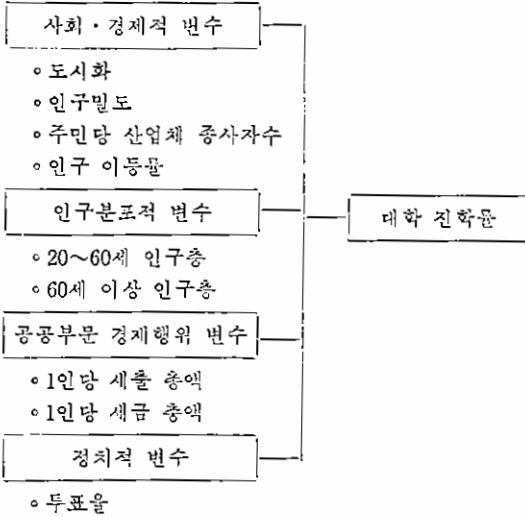 사회·경제적 변수
∘ 도시화
∘ 인구밀도
∘ 주민당 산업체 종사자수
∘ 인구 이동률
인구분포적 변수
대학 진학률
∘ 20~60세 인구층
∘ 60세 이상 인구층
공공부문 경제행위 변수
∘ 1인당 세출 총액
∘ 1인당 세금 총액
정치적 변수
∘ 투표율